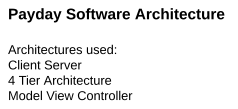 Payday Software Architecture
Architectures used:
Client Server
4 Tier Architecture
Model View Controller